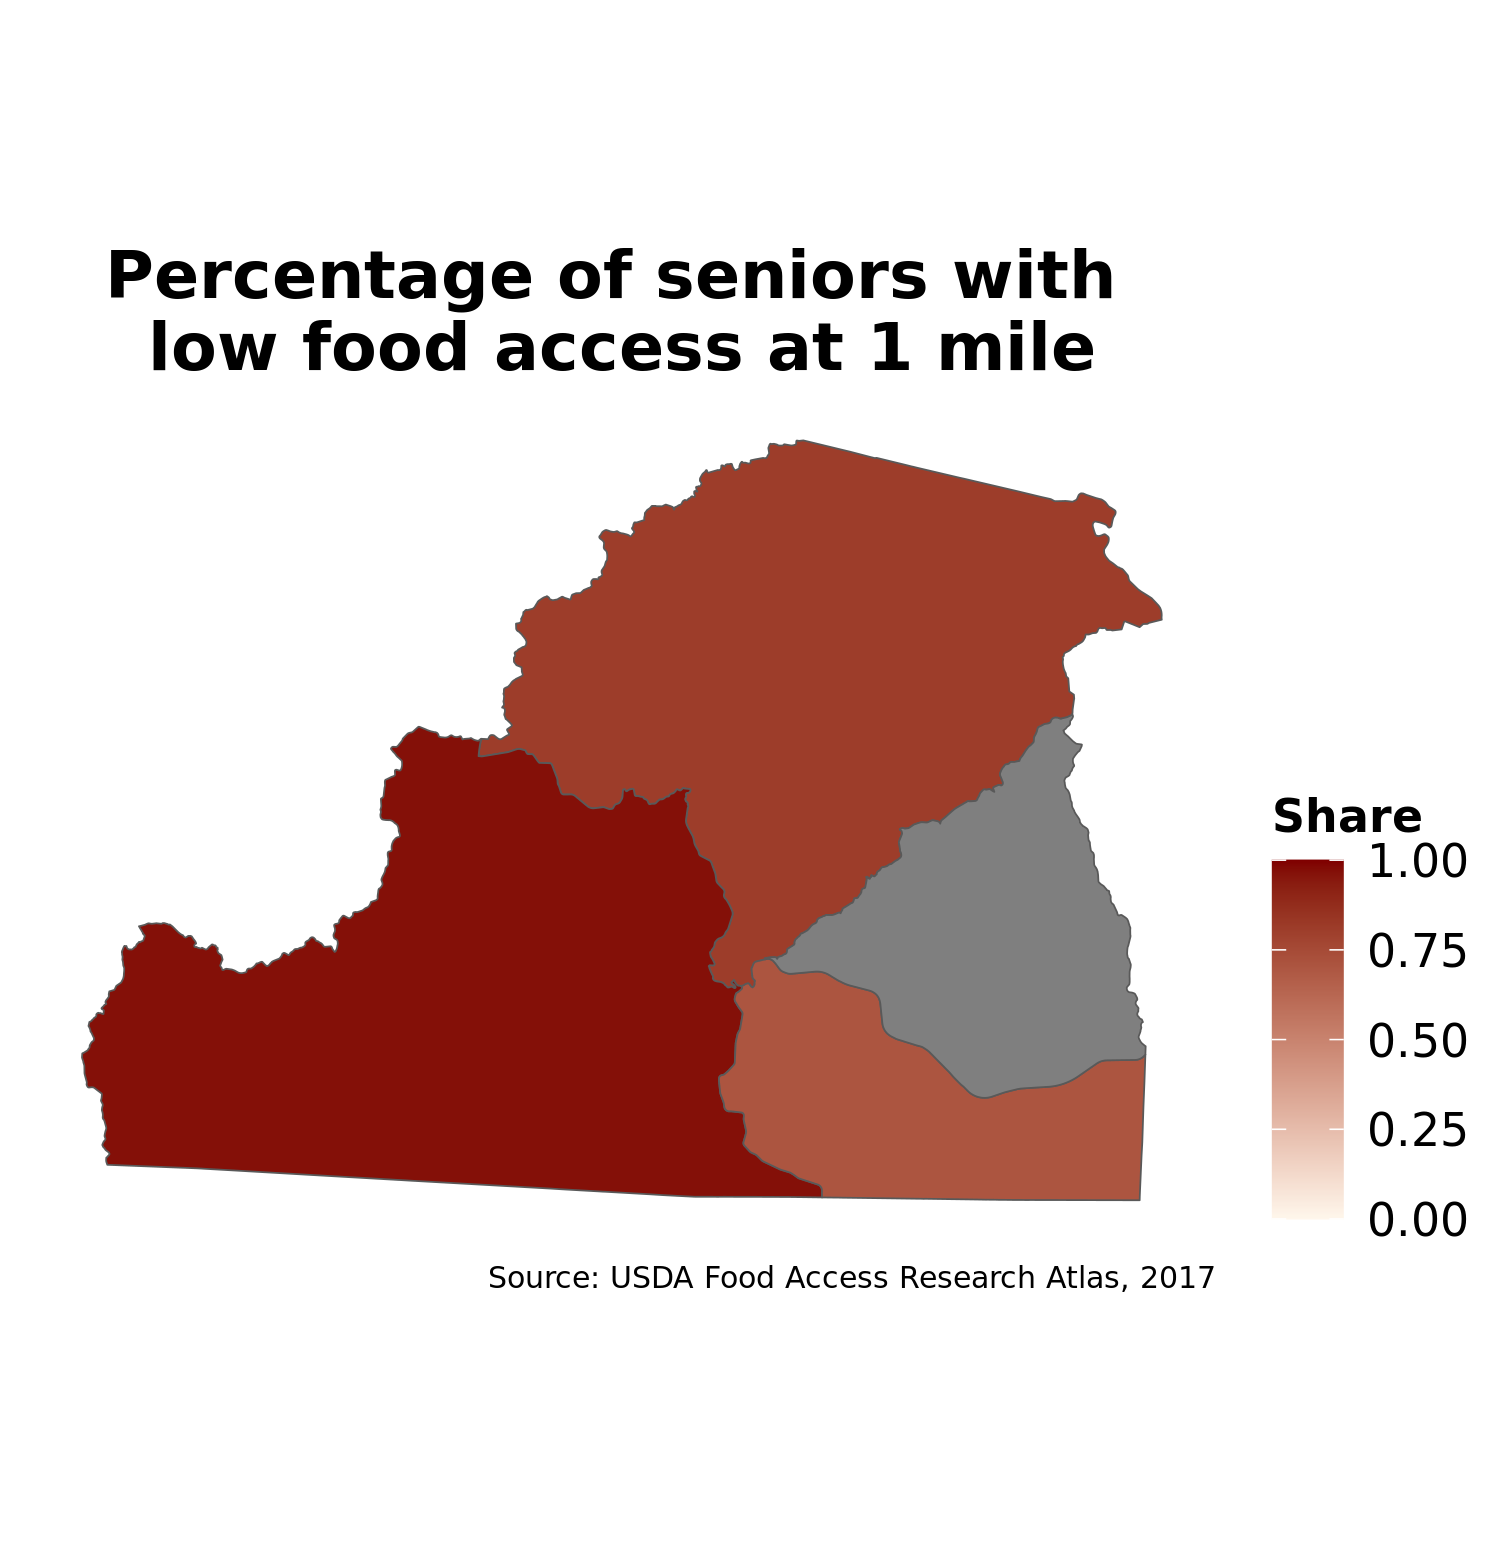 Percentage of seniors with
low food access at 1 mile
Share
1.00
0.75
0.50
0.25
0.00
Source: USDA Food Access Research Atlas, 2017